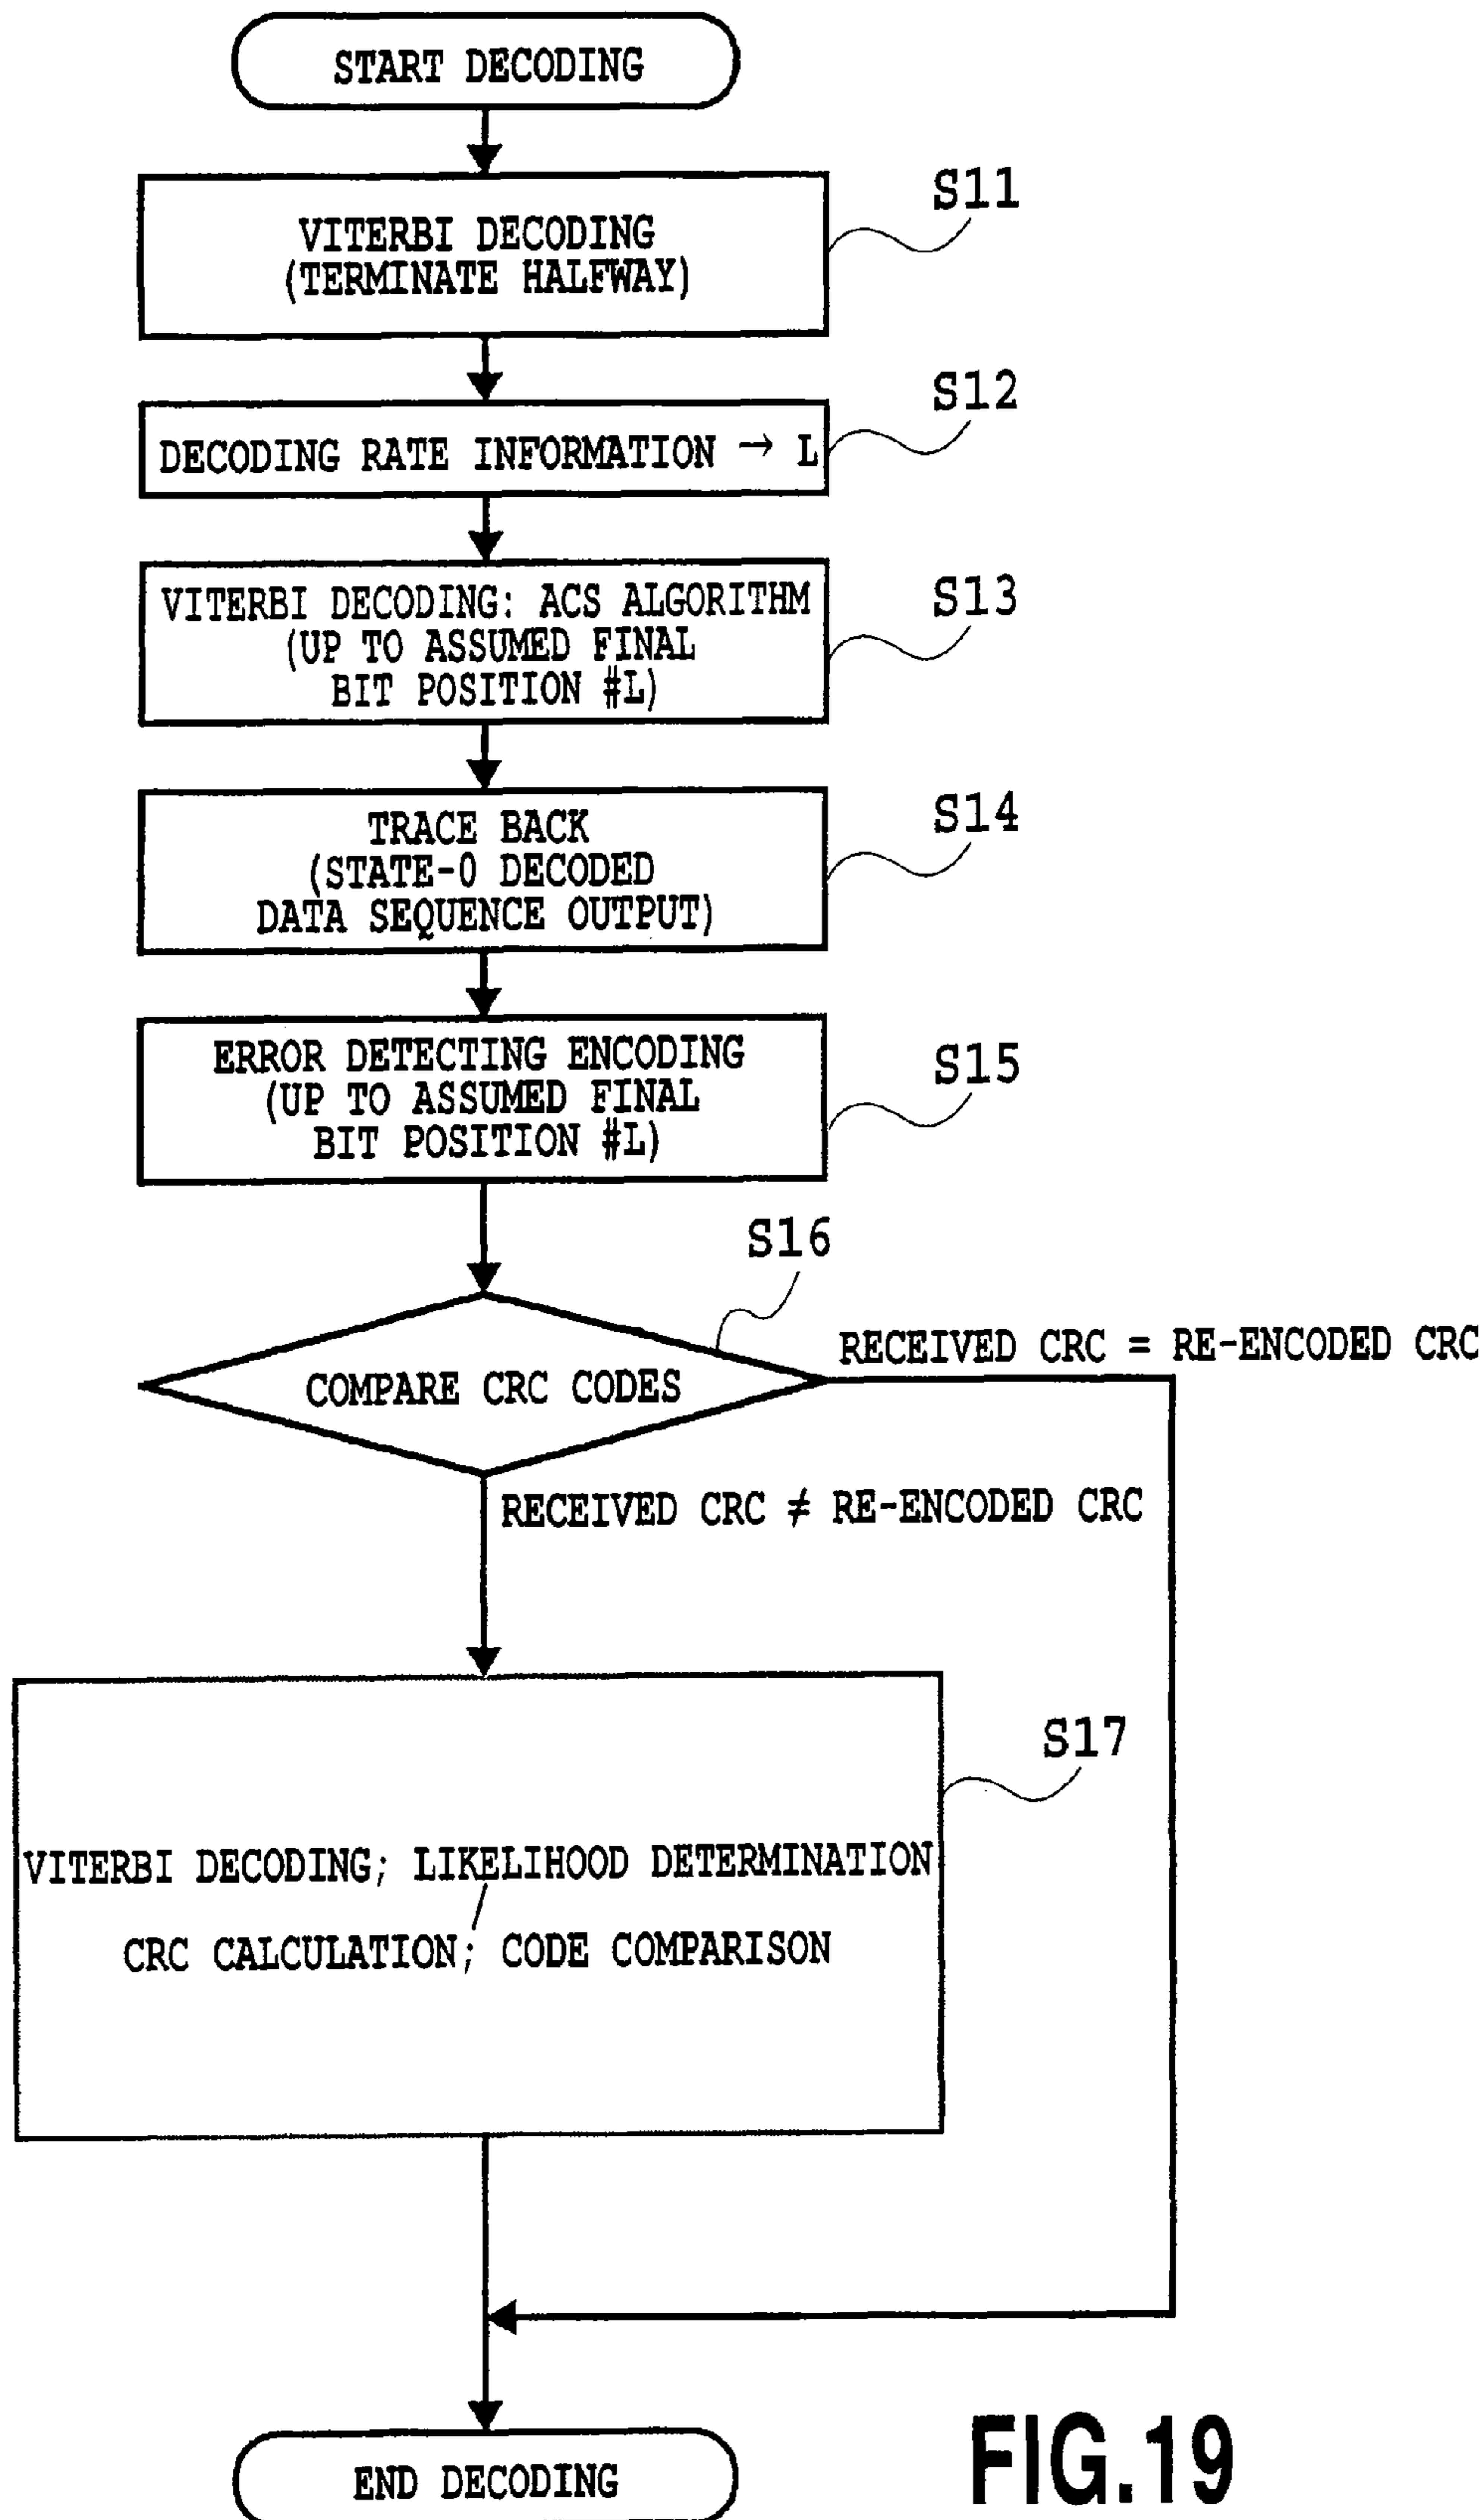 START DECODING
S11
VITERBI DECODING
(TERMINATE HALFWAY)
S12
DECODING RATE INFORMATION → L
S13
VITERBI DECODING: ACS ALGORITHM
(UP TO ASSUMED FINAL
BIT POSITION #L)
S14
TRACE BACK
(STATE-0 DECODED
DATA SEQUENCE OUTPUT)
S15
ERROR DETECTING ENCODING
(UP TO ASSUMED FINAL
BIT POSITION #L)
S16
RECEIVED CRC = RE-ENCODED CRC
COMPARE CRC CODES
RECEIVED CRC ≠ RE-ENCODED CRC
S17
VITERBI DECODING; LIKELIHOOD DETERMINATION
/
CRC CALCULATION; CODE COMPARISON
END DECODING
FIG.19